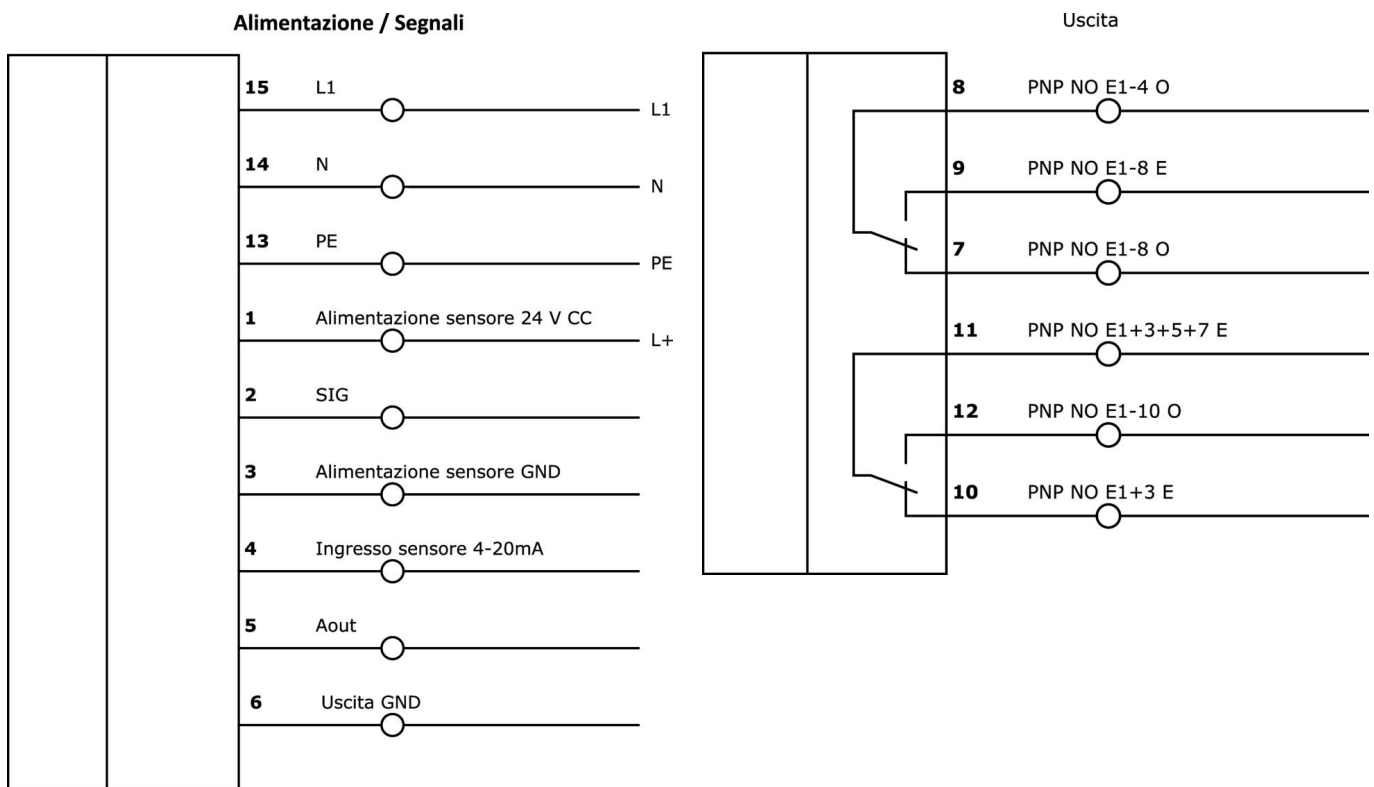 Alimentazione / Segnali
15 L1
L1
14 N
N
13 PE
PE
1 Alimentazione sensore 24 V CC
L+
2 SIG
3 Alimentazione sensore GND
4 Ingresso sensore 4-20mA
5 Aout
6 Uscita GND
Uscita
8 PNP NO E1-4 O
9 PNP NO E1-8 E
7 PNP NO E1-8 O
11 PNP NO E1+3+5+7 E
12 PNP NO E1-10 O
10 PNP NO E1+3 E